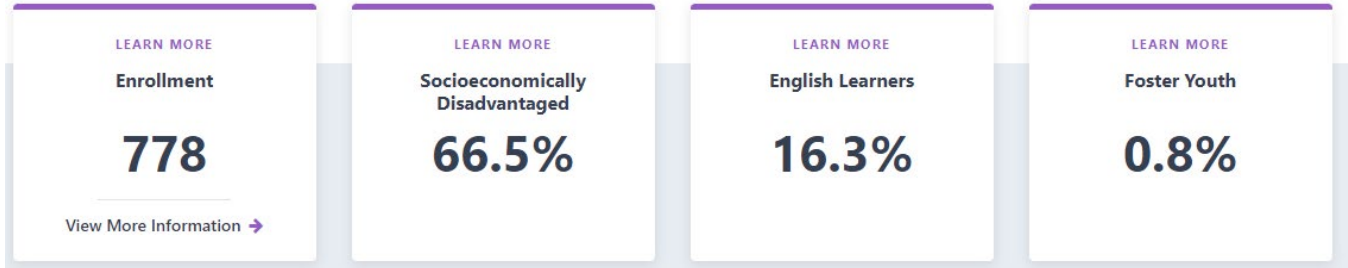 LEARN MORE
Enrollment
778
View More Information
LEARN MORE
Socioeconomically
Disadvantaged
66.5%
LEARN MORE
English Learners
16.3%
LEARN MORE
Foster Youth
0.8%